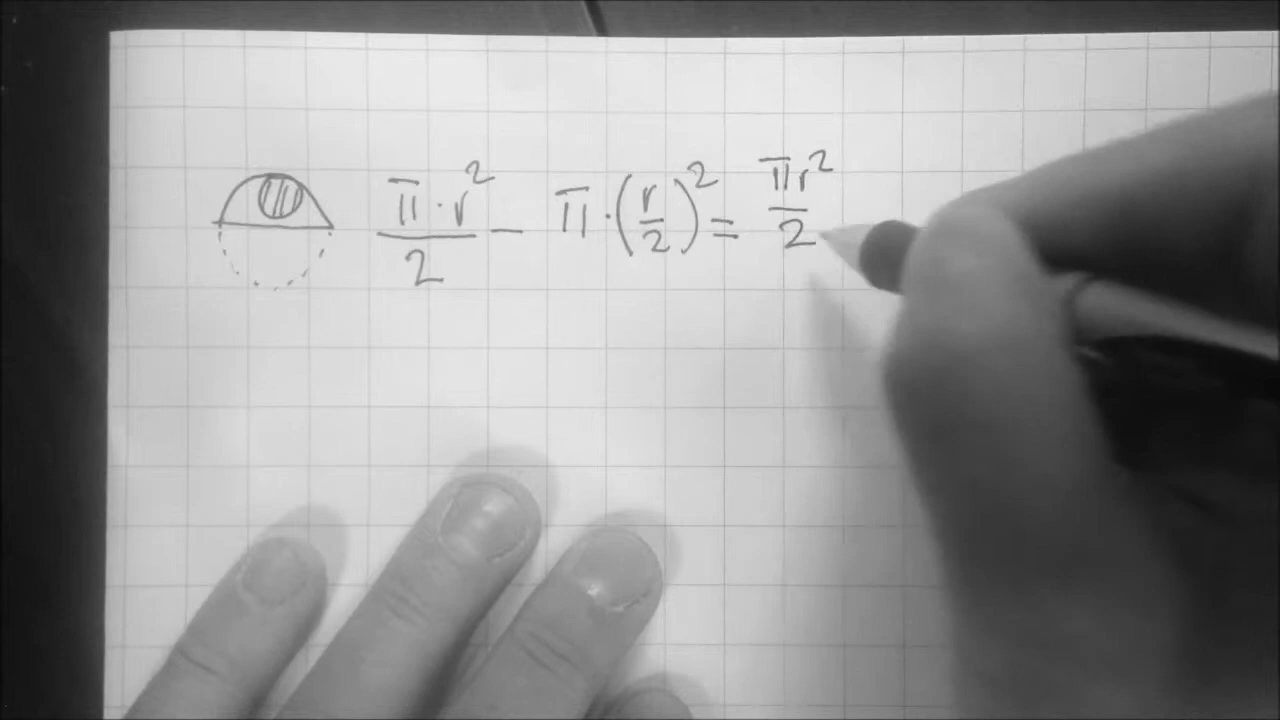 π·r²/2 - π·(r/2)² = πr²/2